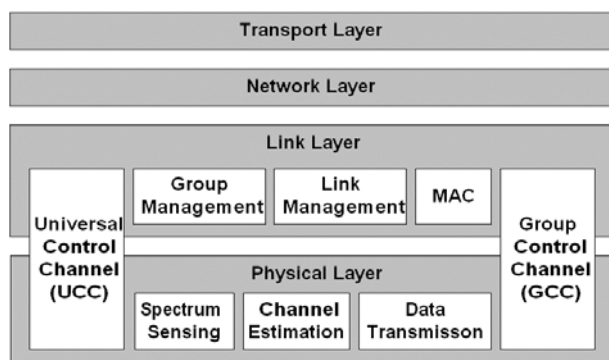 Transport Layer
Network Layer
Link Layer
Universal
Control
Channel
(UCC)
Group
Management
Link
Management
MAC
Group
Control
Channel
(GCC)
Physical Layer
Spectrum
Sensing
Channel
Estimation
Data
Transmisson